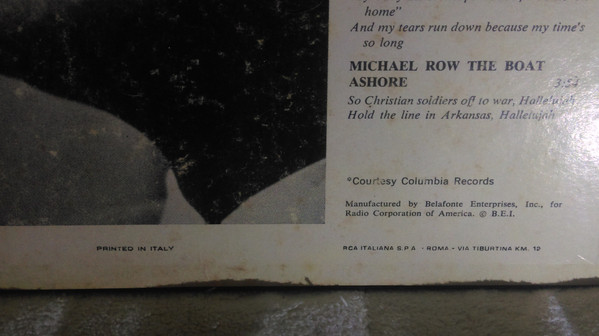 home"
And my tears run down because my time's
so long
MICHAEL ROW THE BOAT
ASHORE
So Christian soldiers off to war, Hallelujah
Hold the line in Arkansas, Hallelujah
*Courtesy Columbia Records
Manufactured by Belafonte Enterprises, Inc., for
Radio Corporation of America. © B.E.I.
PRINTED IN ITALY
RCA ITALIANA S.P.A. - ROMA - VIA TIBURTINA KM. 12